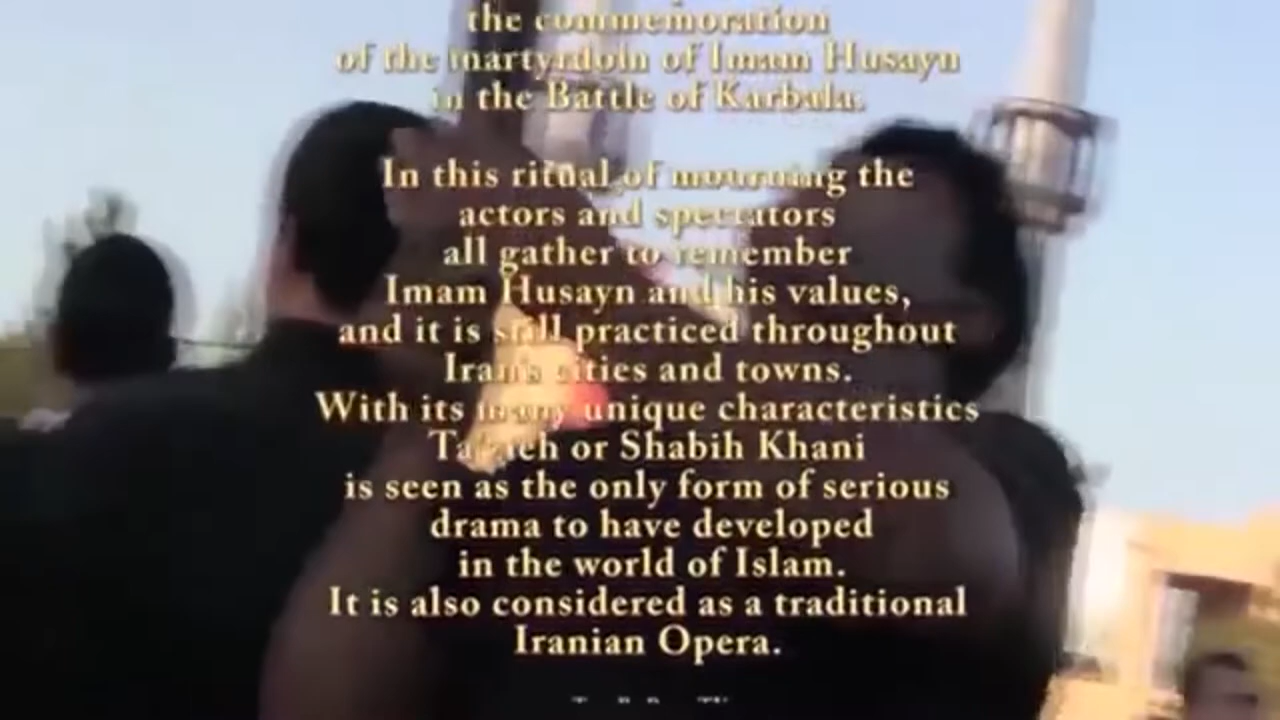 the commemoration
of the martyrdom of Imam Husayn
in the Battle of Karbala.
In this ritual of mourning the
actors and spectators
all gather to remember
Imam Husayn and his values,
and it is still practiced throughout
Iran's cities and towns.
With its many unique characteristics
Ta'zieh or Shabih Khani
is seen as the only form of serious
drama to have developed
in the world of Islam.
It is also considered as a traditional
Iranian Opera.